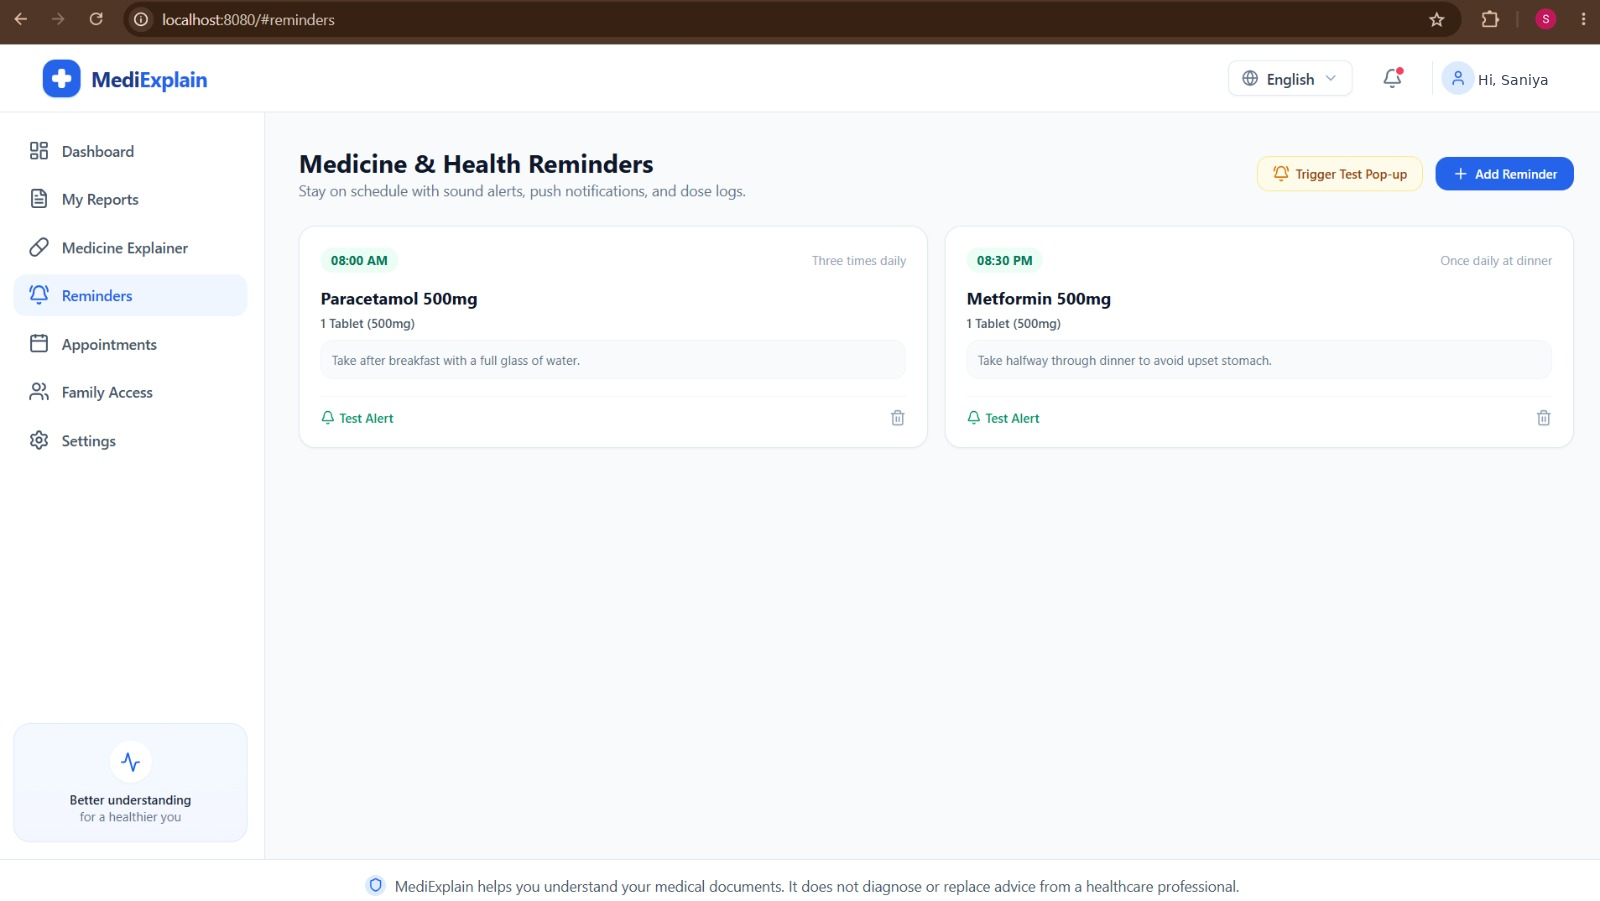 localhost:8080/#reminders
S
MediExplain
English
Hi, Saniya
Dashboard
My Reports
Medicine Explainer
Reminders
Appointments
Family Access
Settings
Better understanding
for a healthier you
Medicine & Health Reminders
Stay on schedule with sound alerts, push notifications, and dose logs.
Trigger Test Pop-up
Add Reminder
08:00 AM
Three times daily
Paracetamol 500mg
1 Tablet (500mg)
Take after breakfast with a full glass of water.
Test Alert
08:30 PM
Once daily at dinner
Metformin 500mg
1 Tablet (500mg)
Take halfway through dinner to avoid upset stomach.
Test Alert
MediExplain helps you understand your medical documents. It does not diagnose or replace advice from a healthcare professional.